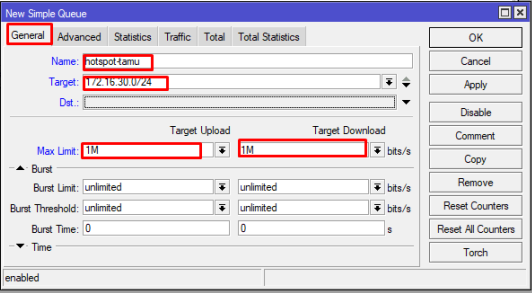 New Simple Queue
General Advanced Statistics Traffic Total Total Statistics
Name: hotspot-tamu
Target: 172.16.30.0/24
Dst.:
Target Upload Target Download
Max Limit: 1M 1M bits/s
Burst
Burst Limit: unlimited unlimited bits/s
Burst Threshold: unlimited unlimited bits/s
Burst Time: 0 0 s
Time
OK
Cancel
Apply
Disable
Comment
Copy
Remove
Reset Counters
Reset All Counters
Torch
enabled